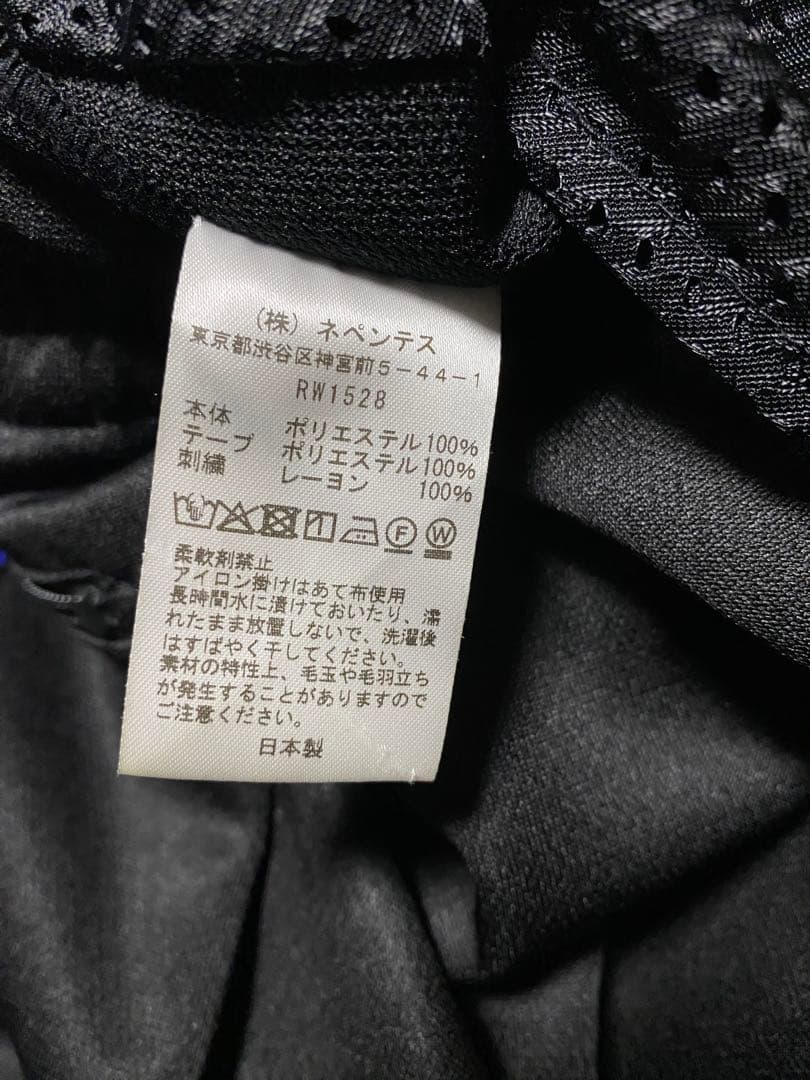 (株) ネペンテス
東京都渋谷区神宮前5-44-1
RW1528
本体 ポリエステル100%
テープ ポリエステル100%
刺繍 レーヨン 100%
F W
柔軟剤禁止
アイロン掛けはあて布使用
長時間水に漬けておいたり、濡
れたまま放置しないで、洗濯後
はすばやく干してください。
素材の特性上、毛玉や毛羽立ち
が発生することがありますので
ご注意ください。
日本製